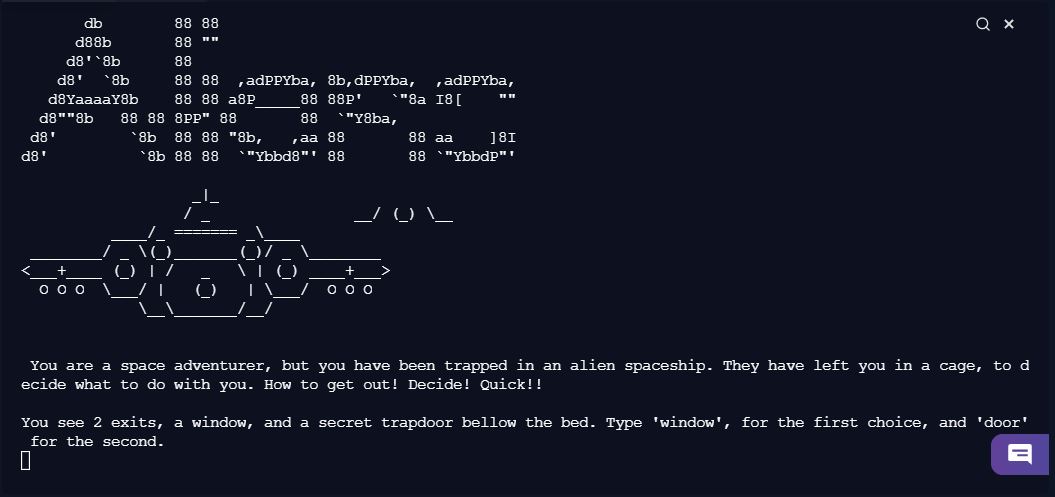 db        88 88
       d88b       88 ""
      d8'`8b      88
     d8'  `8b     88 88  ,adPPYba, 8b,dPPYba,  ,adPPYba,
    d8YaaaaY8b    88 88 a8P_____88 88P'   `"8a I8[    ""
  d8""8b   88 88 8PP" 88       88  `"Y8ba,
 d8'        `8b  88 88 "8b,   ,aa 88       88 aa    ]8I
d8'          `8b 88 88  `"Ybbd8"' 88       88 `"YbbdP"'
                   _|_
                  / _                __/ (_) \__
          ____/_ ======= _\____
 ________/ _ \(_)_______(_)/ _ \________
<___+____ (_) | /   _   \ | (_) ____+___>
  O O O  \___/ |   (_)   | \___/  O O O
             \__\_______/__/
You are a space adventurer, but you have been trapped in an alien spaceship. They have left you in a cage, to d
ecide what to do with you. How to get out! Decide! Quick!!
You see 2 exits, a window, and a secret trapdoor bellow the bed. Type 'window', for the first choice, and 'door'
for the second.